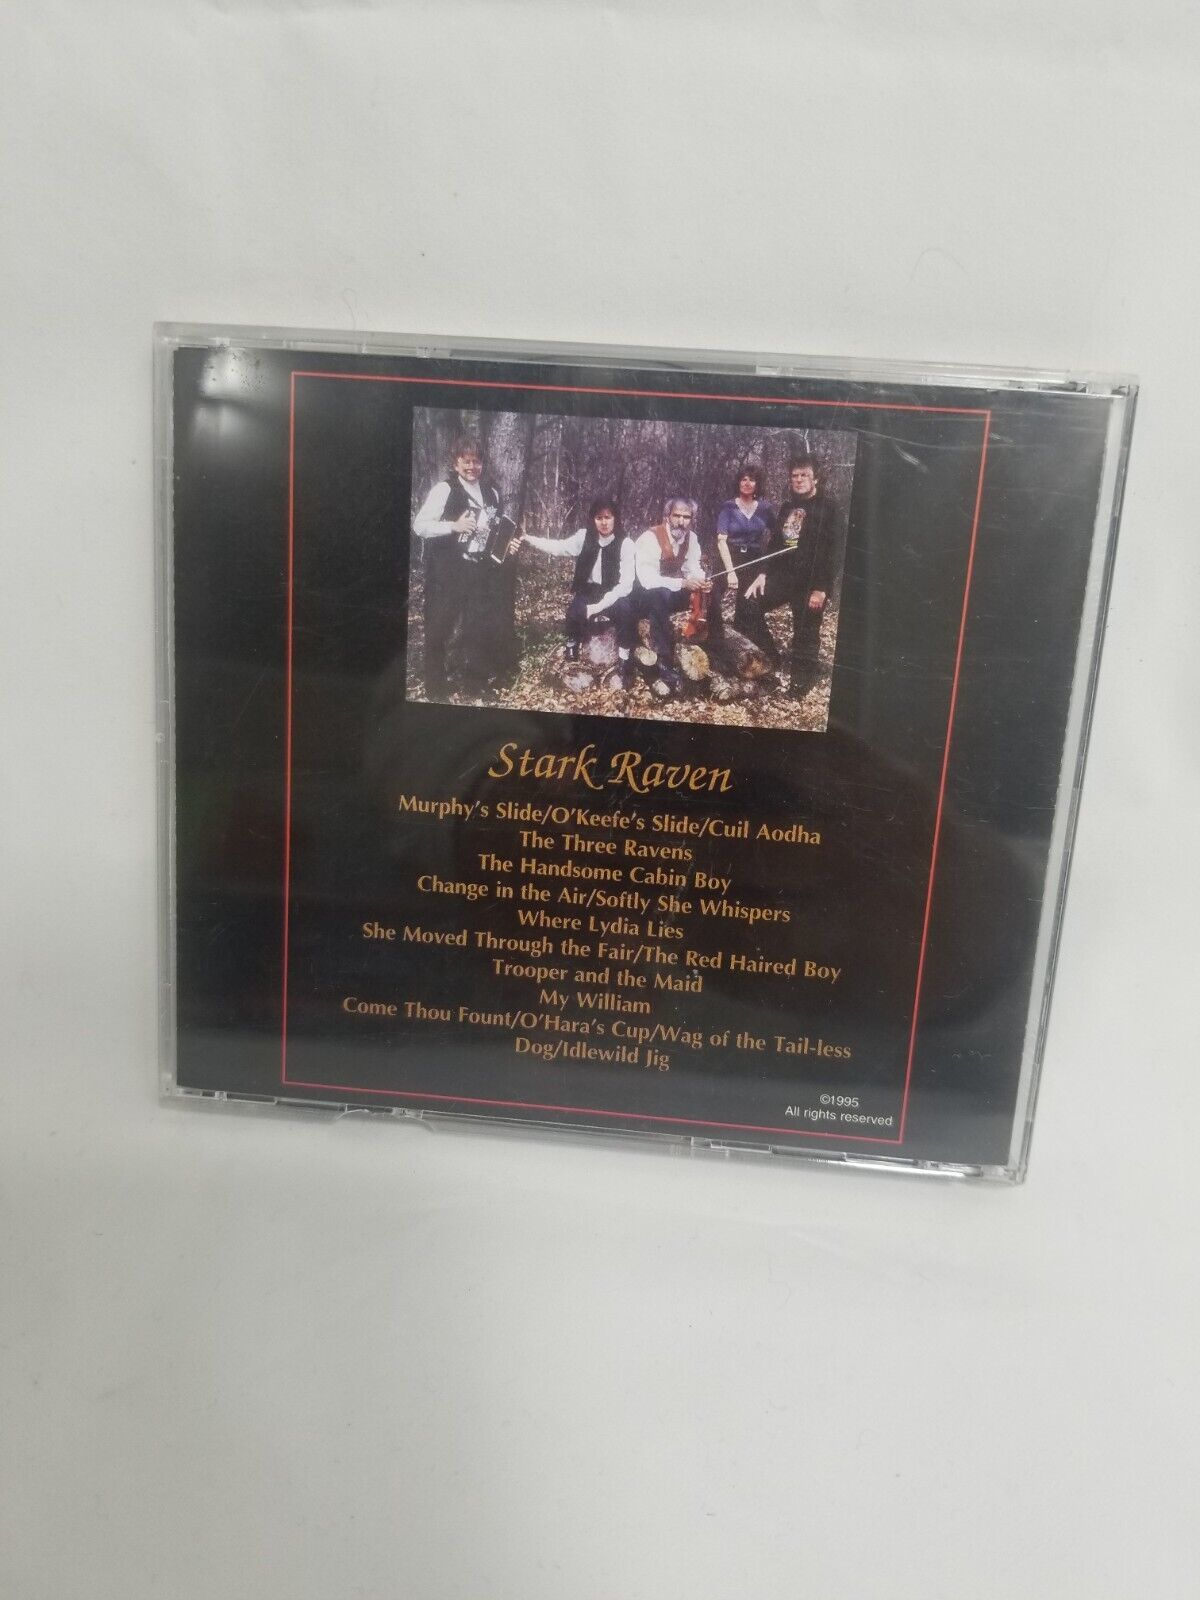 Stark Raven
Murphy's Slide/O'Keefe's Slide/Cuil Aodha
The Three Ravens
The Handsome Cabin Boy
Change in the Air/Softly She Whispers
Where Lydia Lies
She Moved Through the Fair/The Red Haired Boy
Trooper and the Maid
My William
Come Thou Fount/O'Hara's Cup/Wag of the Tail-less
Dog/Idlewild Jig
©1995
All rights reserved